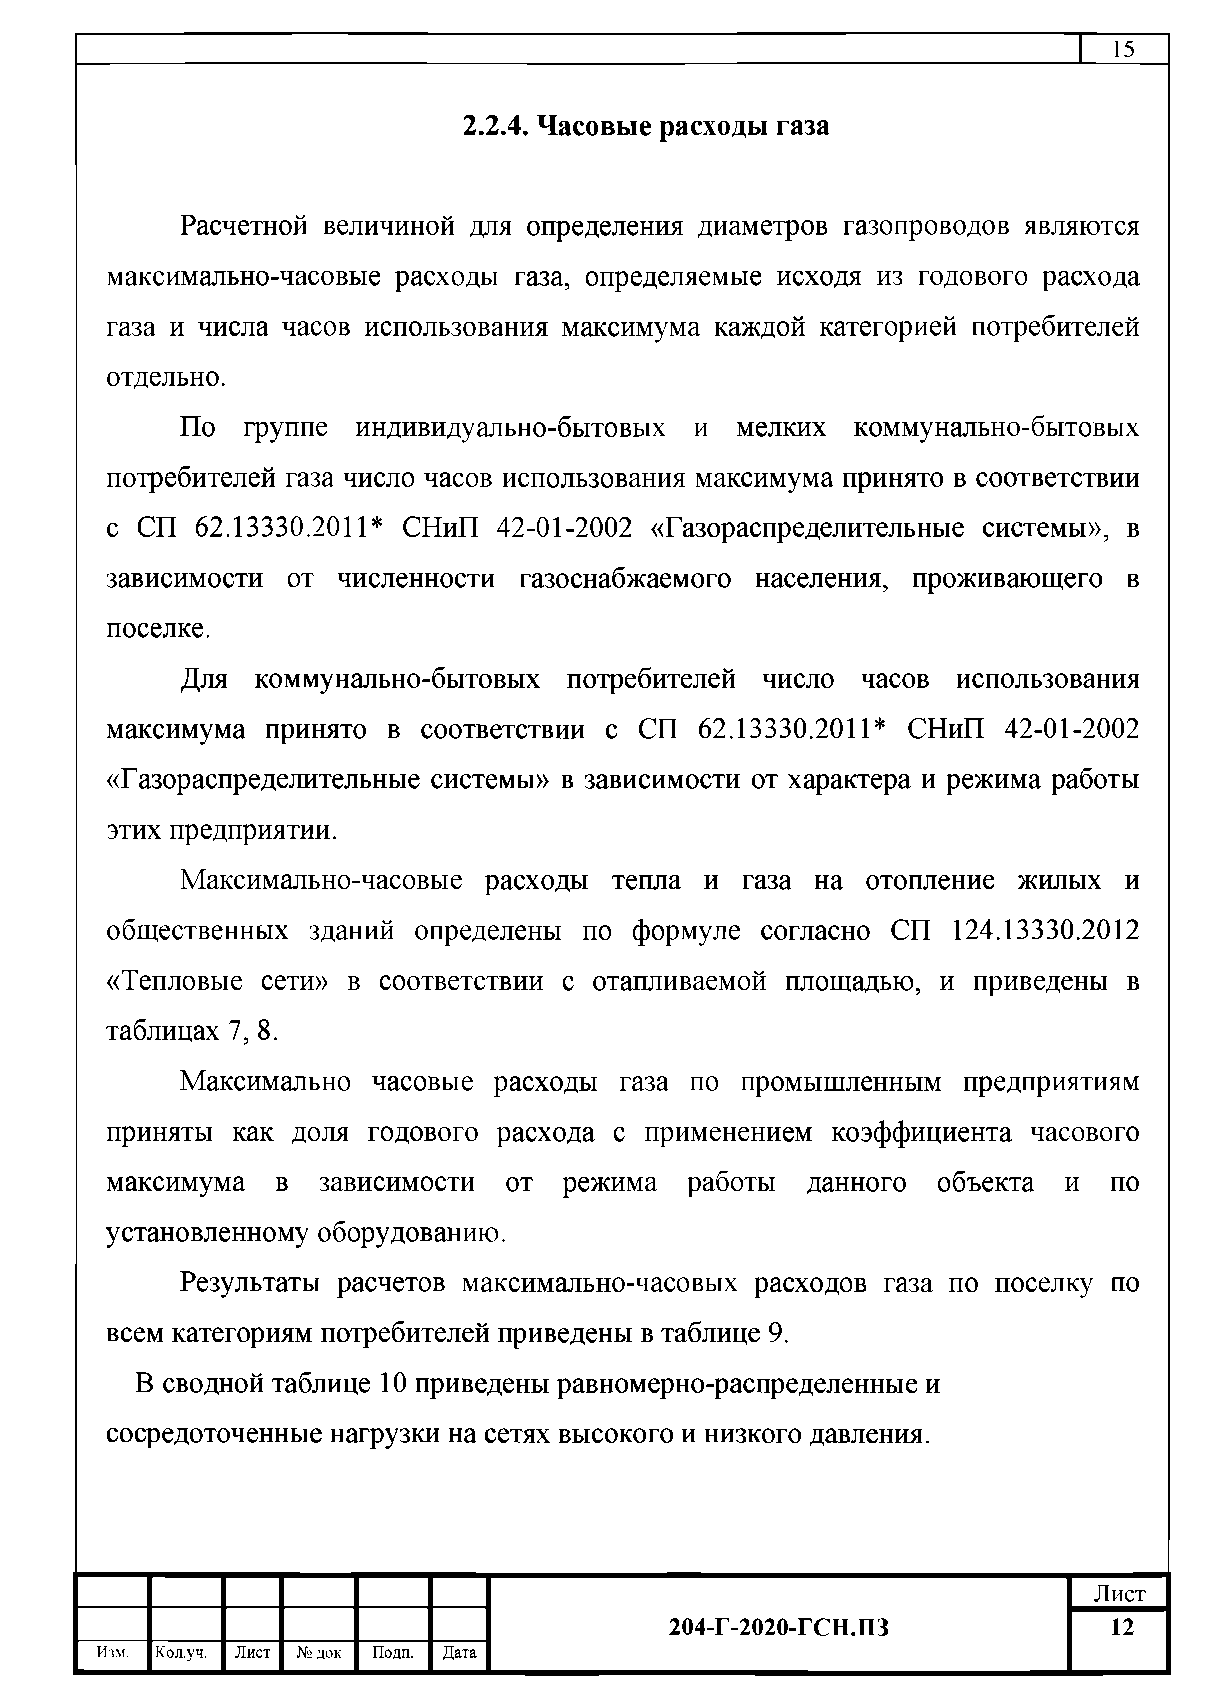 15
2.2.4. Часовые расходы газа
Расчетной величиной для определения диаметров газопроводов являются
максимально-часовые расходы газа, определяемые исходя из годового расхода
газа и числа часов использования максимума каждой категорией потребителей
отдельно.
По группе индивидуально-бытовых и мелких коммунально-бытовых
потребителей газа число часов использования максимума принято в соответствии
с СП 62.13330.2011* СНиП 42-01-2002 «Газораспределительные системы», в
зависимости от численности газоснабжаемого населения, проживающего в
поселке.
Для коммунально-бытовых потребителей число часов использования
максимума принято в соответствии с СП 62.13330.2011* СНиП 42-01-2002
«Газораспределительные системы» в зависимости от характера и режима работы
этих предприятии.
Максимально-часовые расходы тепла и газа на отопление жилых и
общественных зданий определены по формуле согласно СП 124.13330.2012
«Тепловые сети» в соответствии с отапливаемой площадью, и приведены в
таблицах 7, 8.
Максимально часовые расходы газа по промышленным предприятиям
приняты как доля годового расхода с применением коэффициента часового
максимума в зависимости от режима работы данного объекта и по
установленному оборудованию.
Результаты расчетов максимально-часовых расходов газа по поселку по
всем категориям потребителей приведены в таблице 9.
В сводной таблице 10 приведены равномерно-распределенные и
сосредоточенные нагрузки на сетях высокого и низкого давления.
Лист
204-Г-2020-ГСН.ПЗ 12
Изм. Кол.уч. Лист № док Подп. Дата